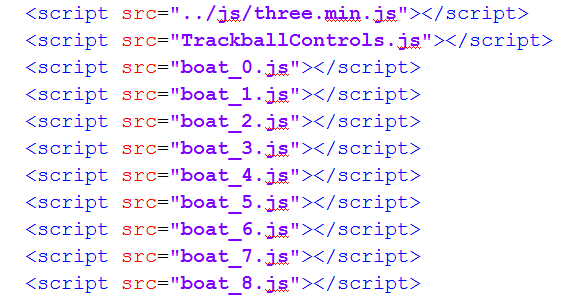 <script src="../js/three.min.js"></script>
<script src="TrackballControls.js"></script>
<script src="boat_0.js"></script>
<script src="boat_1.js"></script>
<script src="boat_2.js"></script>
<script src="boat_3.js"></script>
<script src="boat_4.js"></script>
<script src="boat_5.js"></script>
<script src="boat_6.js"></script>
<script src="boat_7.js"></script>
<script src="boat_8.js"></script>